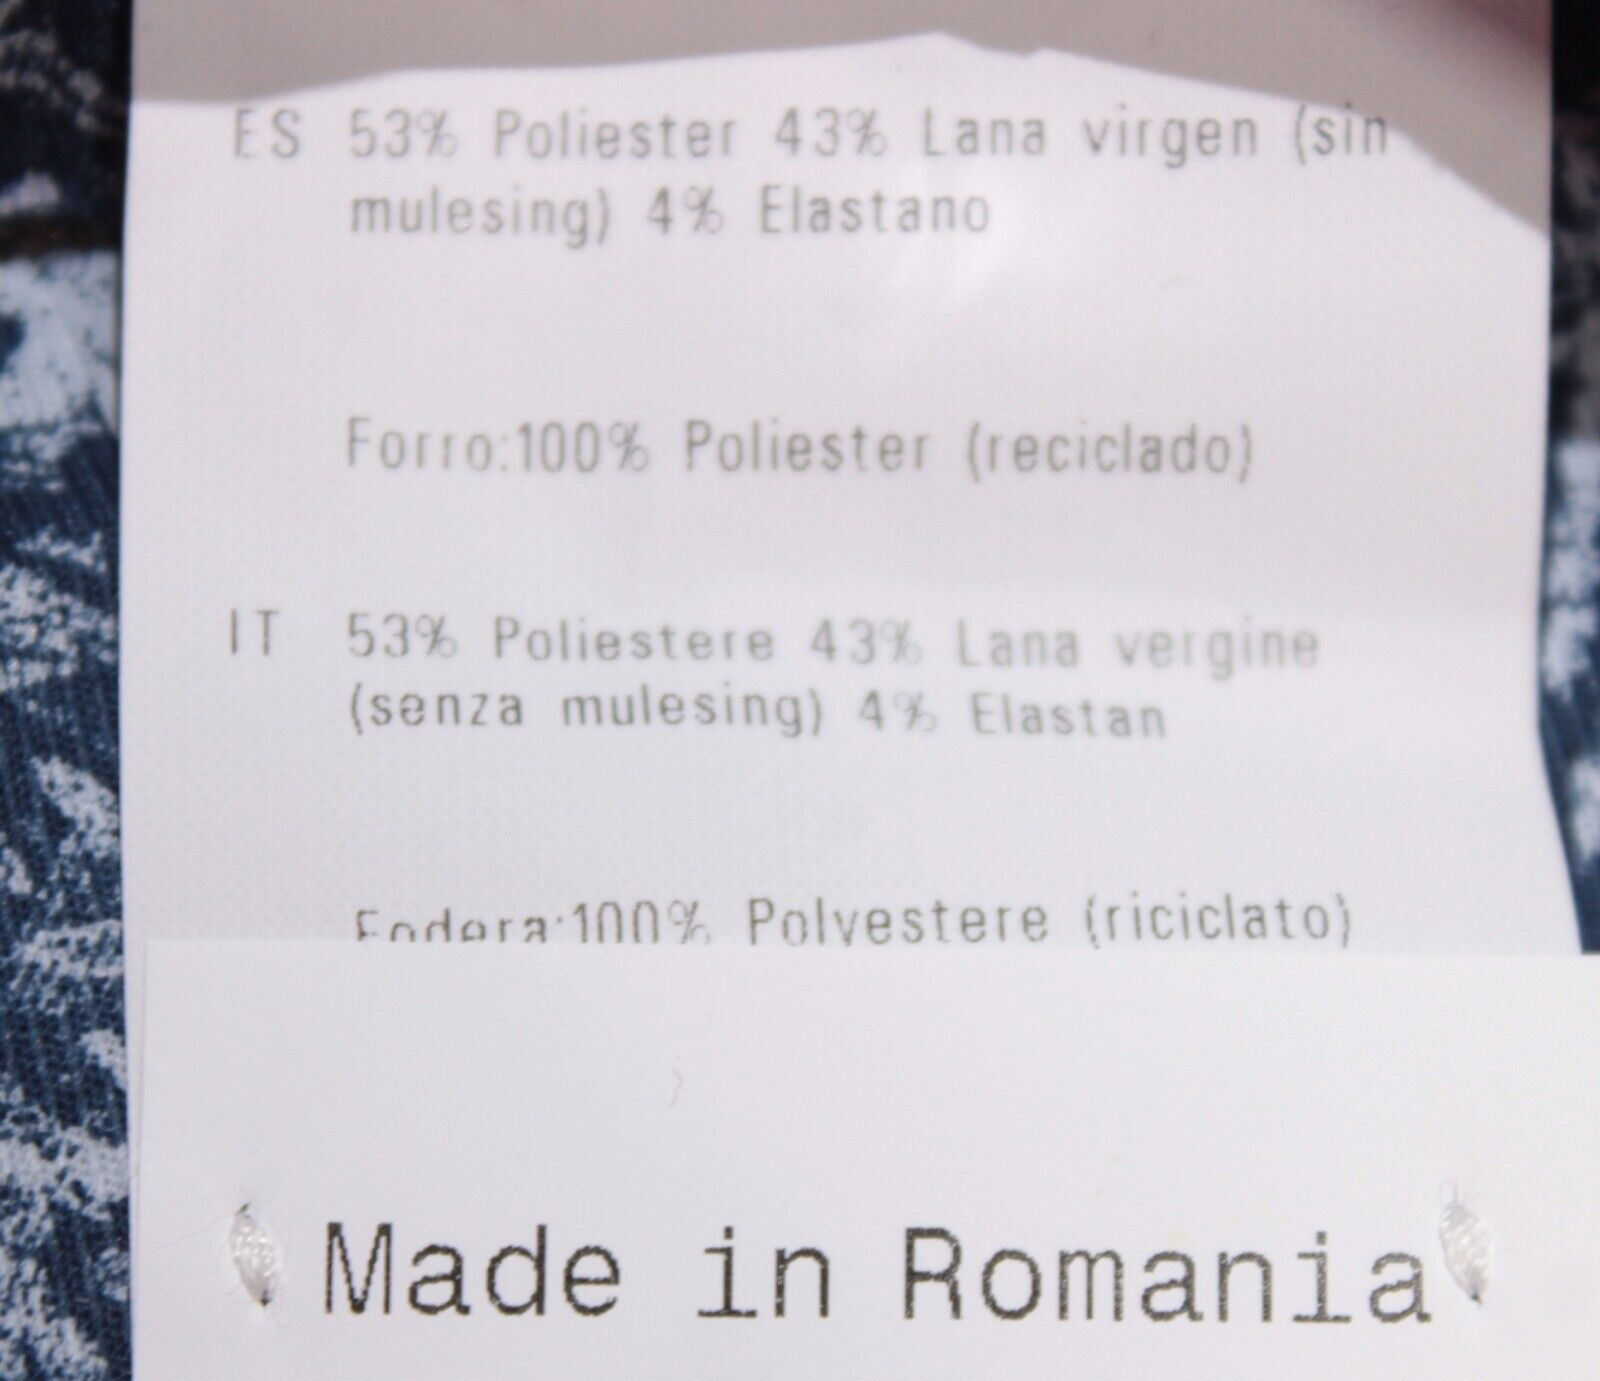 ES 53% Poliester 43% Lana virgen (sin
mulesing) 4% Elastano
Forro:100% Poliester (reciclado)
IT 53% Poliestere 43% Lana vergine
(senza mulesing) 4% Elastan
Fodera:100% Polyestere (riciclato)
Made in Romania